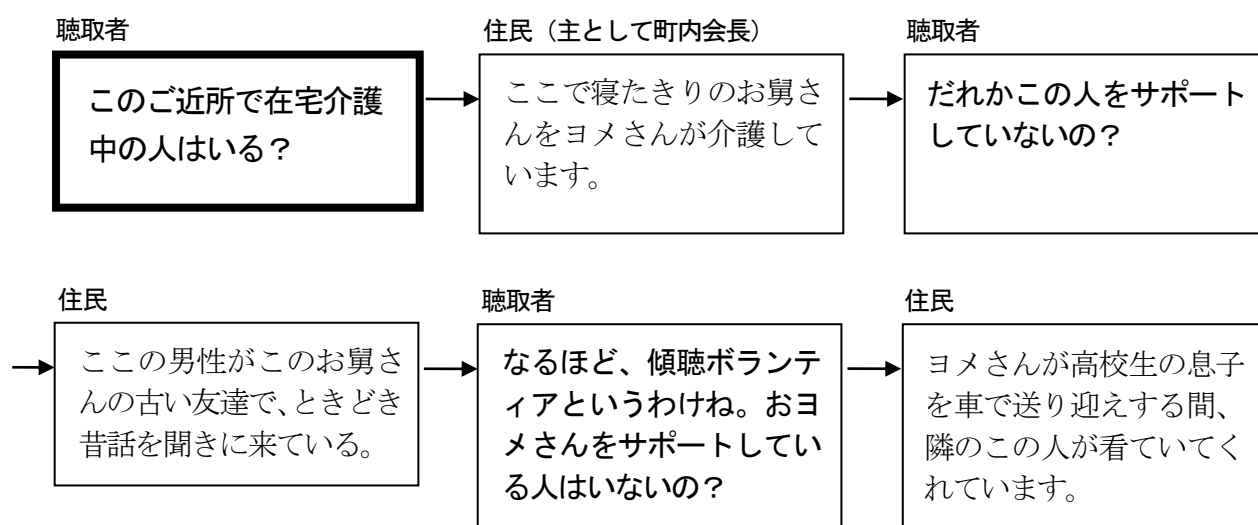 聴取者
このご近所で在宅介護
中の人はいる？
住民（主として町内会長）
ここで寝たきりのお舅さ
んをヨメさんが介護して
います。
聴取者
だれかこの人をサポート
していないの？
住民
ここの男性がこのお舅さ
んの古い友達で、ときどき
昔話を聞きに来ている。
聴取者
なるほど、傾聴ボランテ
ィアというわけね。おヨ
メさんをサポートしてい
る人はいないの？
住民
ヨメさんが高校生の息子
を車で送り迎えする間、
隣のこの人が看ていてく
れています。